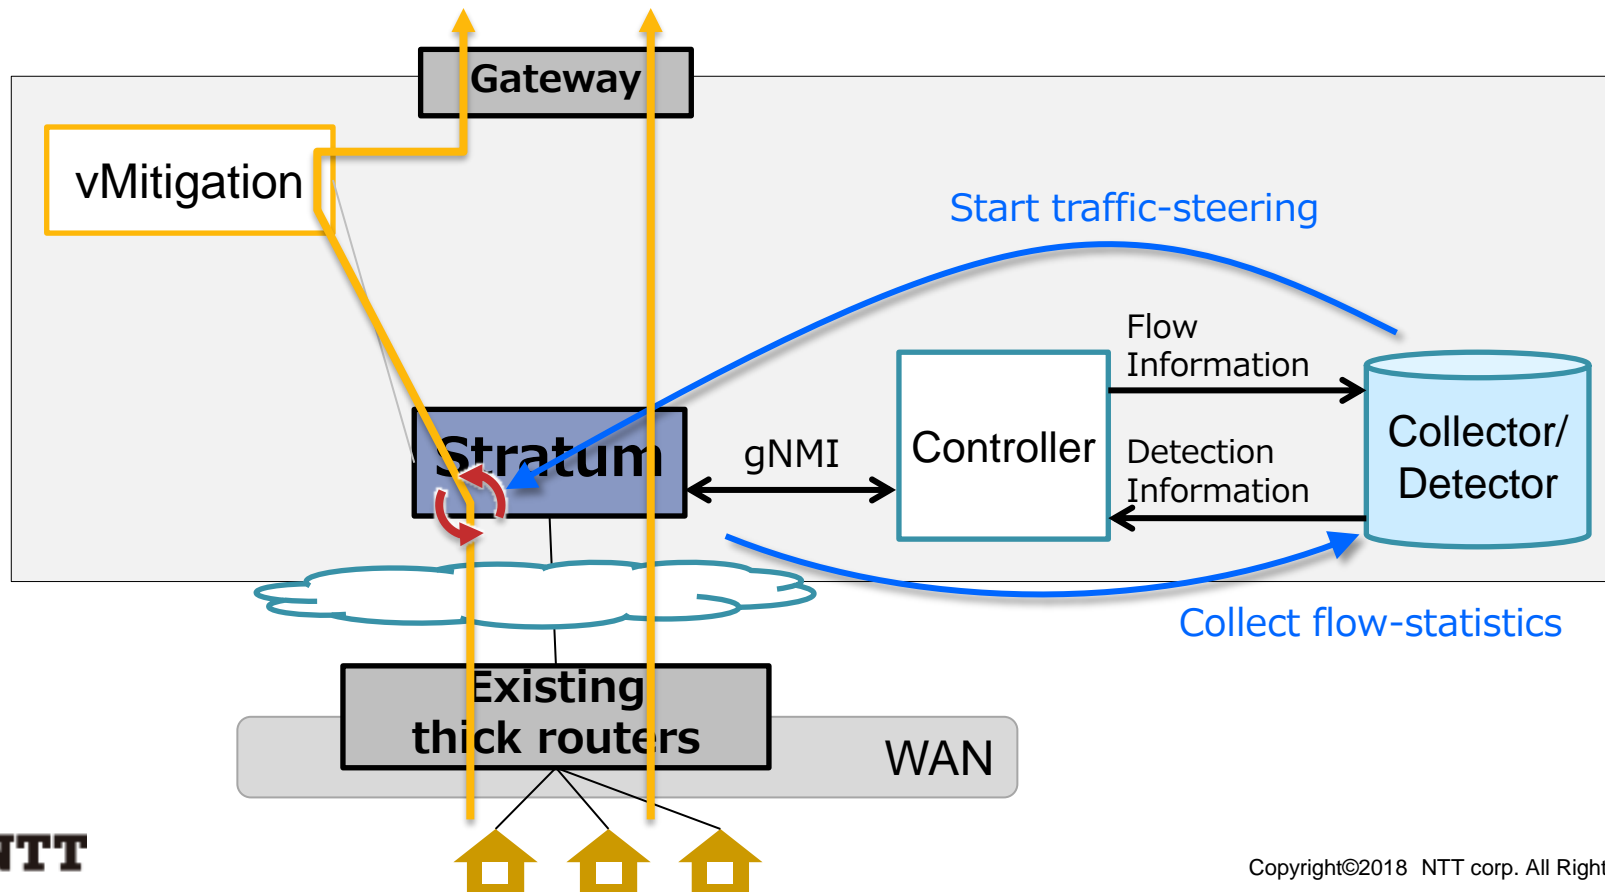 Gateway
vMitigation
Start traffic-steering
Flow
Information
Stratum
gNMI
Controller
Detection
Information
Collector/
Detector
Collect flow-statistics
Existing
thick routers
WAN
NTT
Copyright©2018 NTT corp. All Right